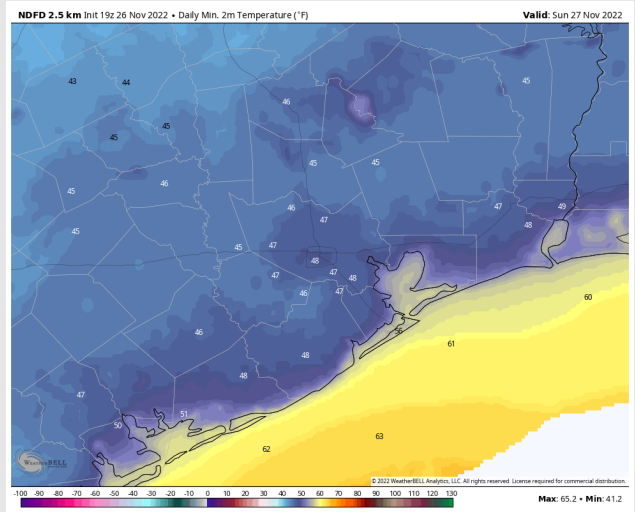 NDFD 2.5 km Init 19z 26 Nov 2022 • Daily Min. 2m Temperature (°F) Valid: Sun 27 Nov 2022
43 44 45
46
45
45
45 45
46
45
46 47 49
47 48
45
45 47
48
47 47 48
46 47
60
46 56 61
48
48
47
51
50
63
62
WeatherBELL
© 2022 WeatherBELL Analytics, LLC. All rights reserved. License required for commercial distribution.
-100 -90 -80 -70 -60 -50 -40 -30 -20 -10 0 10 20 30 40 50 60 70 80 90 100 110 120 130
Max: 65.2 • Min: 41.2